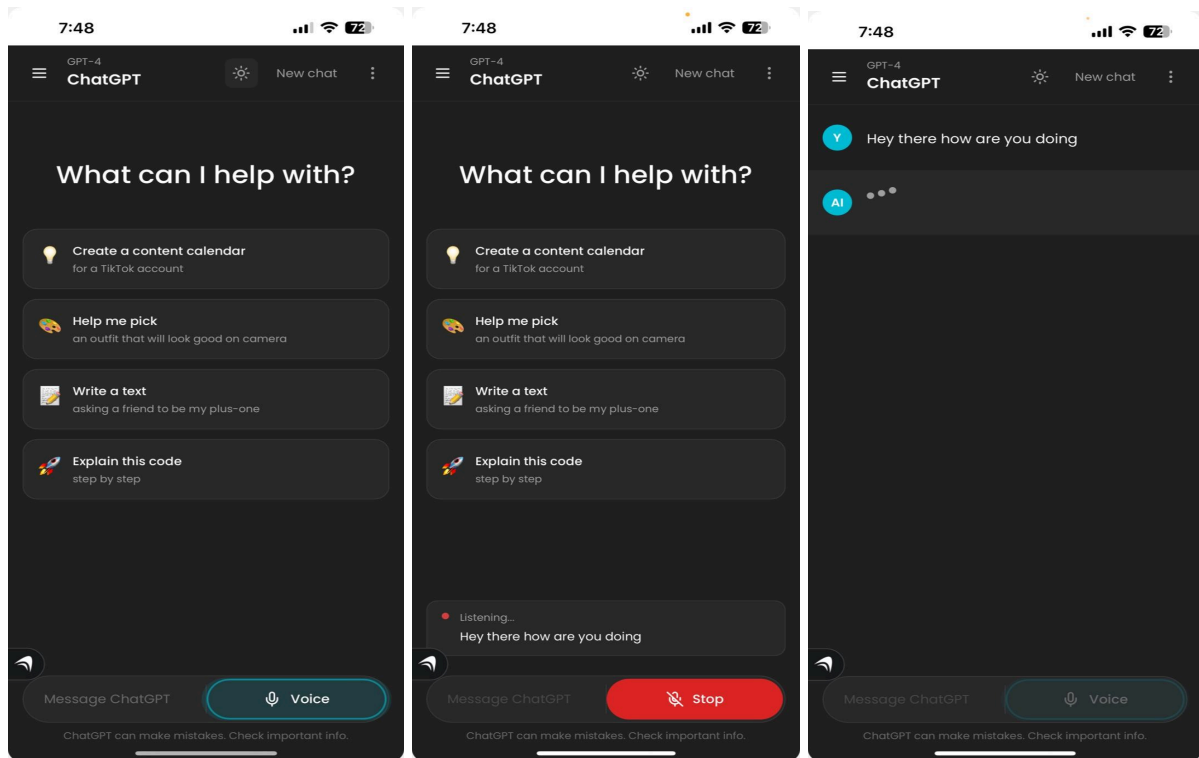 7:48
72
GPT-4
ChatGPT
New chat
What can I help with?
Create a content calendar
for a TikTok account
Help me pick
an outfit that will look good on camera
Write a text
asking a friend to be my plus-one
Explain this code
step by step
Message ChatGPT
Voice
ChatGPT can make mistakes. Check important info.
7:48
72
GPT-4
ChatGPT
New chat
What can I help with?
Create a content calendar
for a TikTok account
Help me pick
an outfit that will look good on camera
Write a text
asking a friend to be my plus-one
Explain this code
step by step
Listening...
Hey there how are you doing
Message ChatGPT
Stop
ChatGPT can make mistakes. Check important info.
7:48
72
GPT-4
ChatGPT
New chat
Y
Hey there how are you doing
AI
Message ChatGPT
Voice
ChatGPT can make mistakes. Check important info.